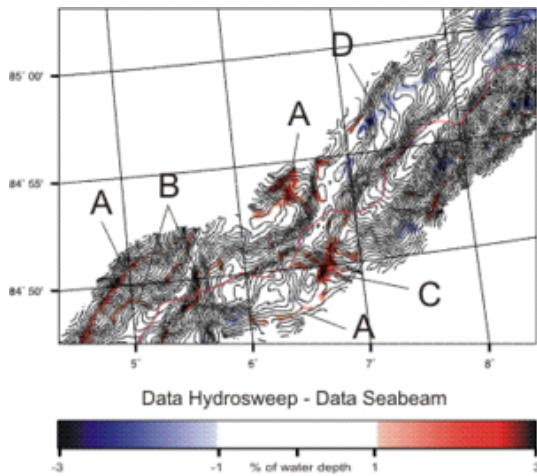 D
85° 00'
A
84° 55'
A
B
84° 50'
C
A
5° 6° 7° 8°
Data Hydrosweep - Data Seabeam
-3 -1 % of water depth 1